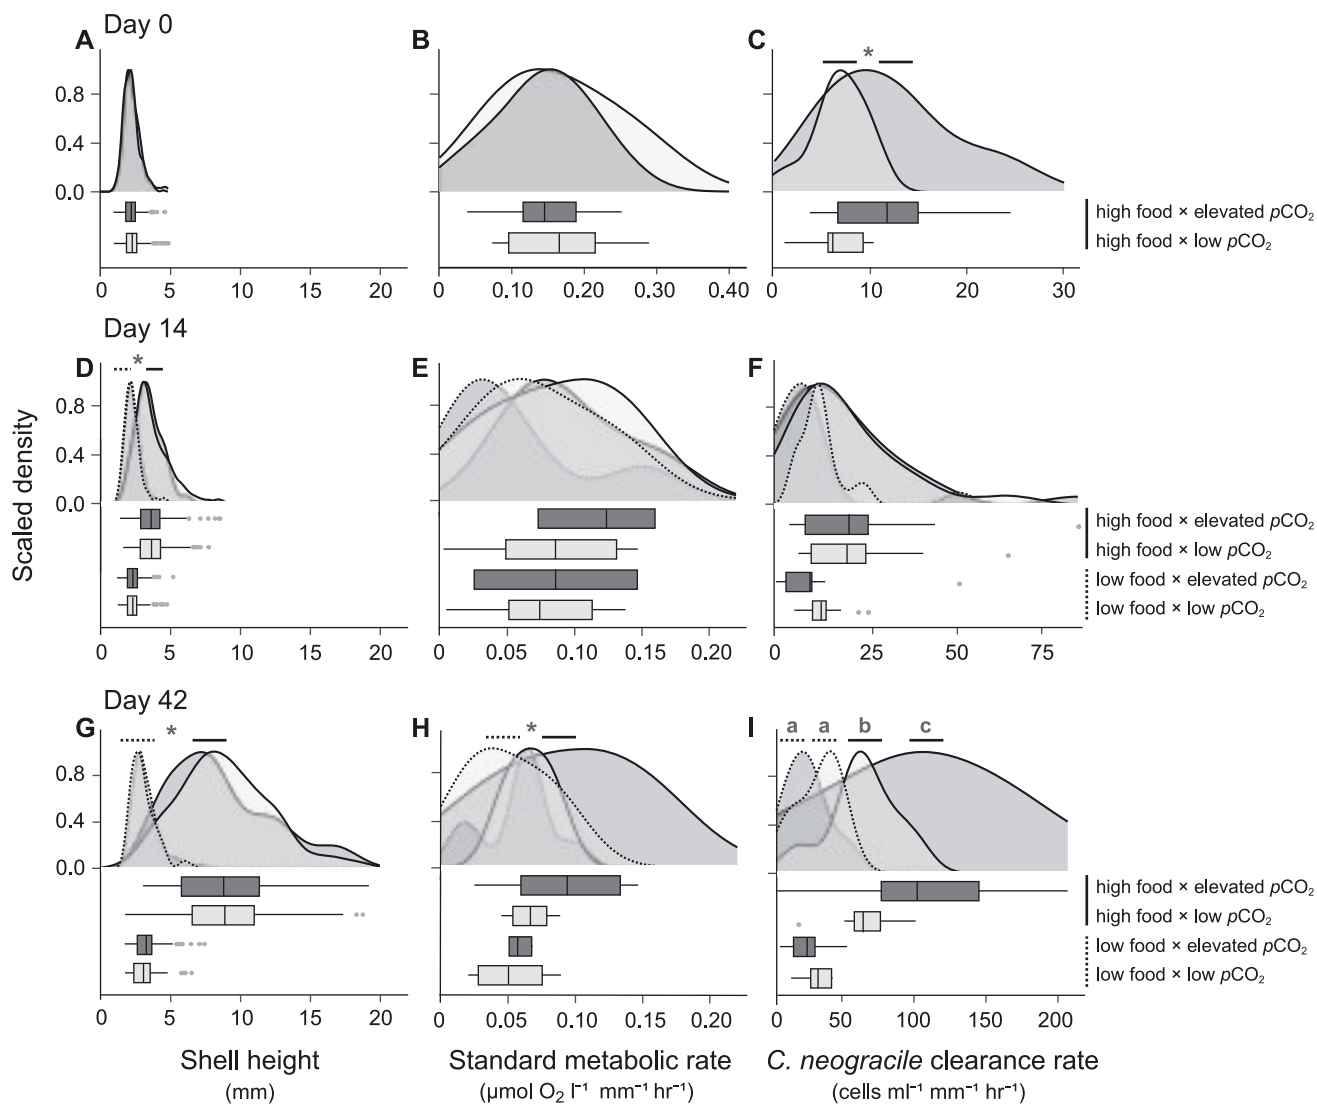 Day 0
A
B
C
*
0.8
0.4
0.0
high food × elevated pCO₂
high food × low pCO₂
0 5 10 15 20
0.10 0.20 0.30 0.40
0 10 20 30
Day 14
D
*
E
F
Scaled density
0.8
0.4
0.0
high food × elevated pCO₂
high food × low pCO₂
low food × elevated pCO₂
low food × low pCO₂
0 5 10 15 20
0 0.05 0.10 0.15 0.20
0 25 50 75
Day 42
G
*
H
*
I
a a b c
0.8
0.4
0.0
high food × elevated pCO₂
high food × low pCO₂
low food × elevated pCO₂
low food × low pCO₂
0 5 10 15 20
0 0.05 0.10 0.15 0.20
0 50 100 150 200
Shell height
(mm)
Standard metabolic rate
(µmol O₂ l⁻¹ mm⁻¹ hr⁻¹)
C. neogracile clearance rate
(cells ml⁻¹ mm⁻¹ hr⁻¹)